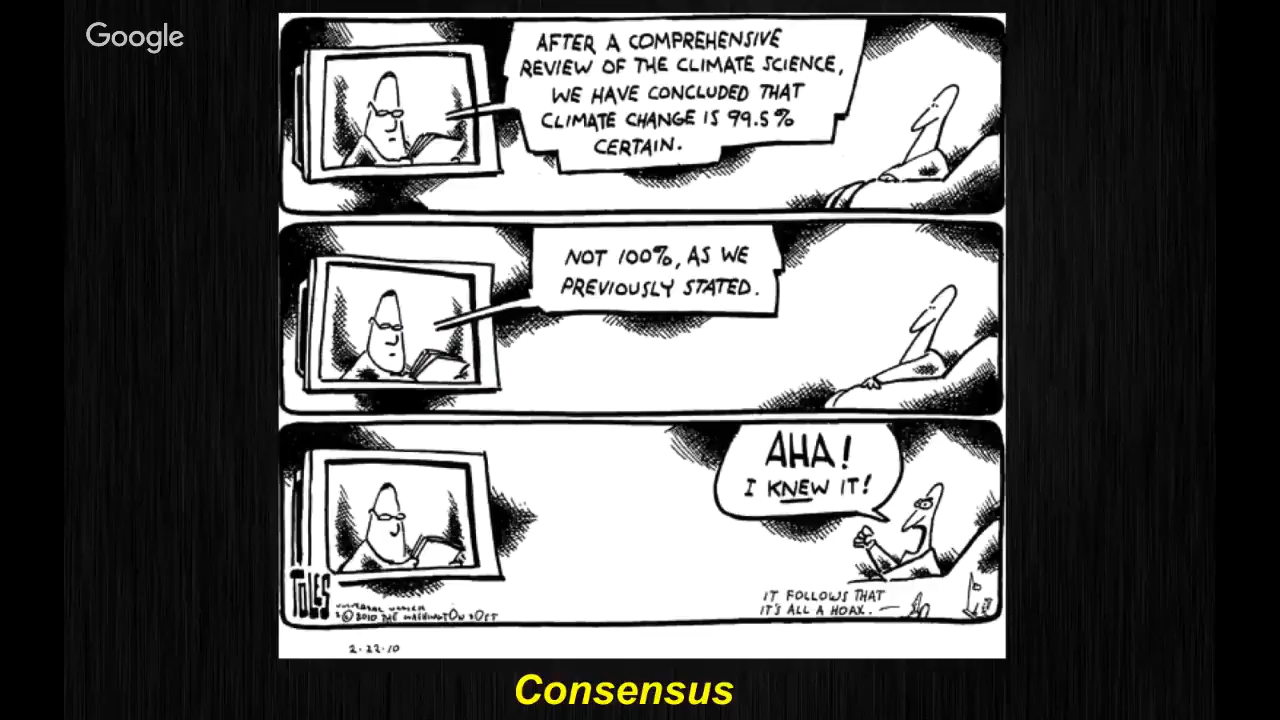 Google
AFTER A COMPREHENSIVE
REVIEW OF THE CLIMATE SCIENCE,
WE HAVE CONCLUDED THAT
CLIMATE CHANGE IS 99.5%
CERTAIN.
NOT 100%, AS WE
PREVIOUSLY STATED.
AHA!
I KNEW IT!
IT FOLLOWS THAT
IT'S ALL A HOAX.
TOLES
© 2010 THE WASHINGTON POST
2-22-10
Consensus